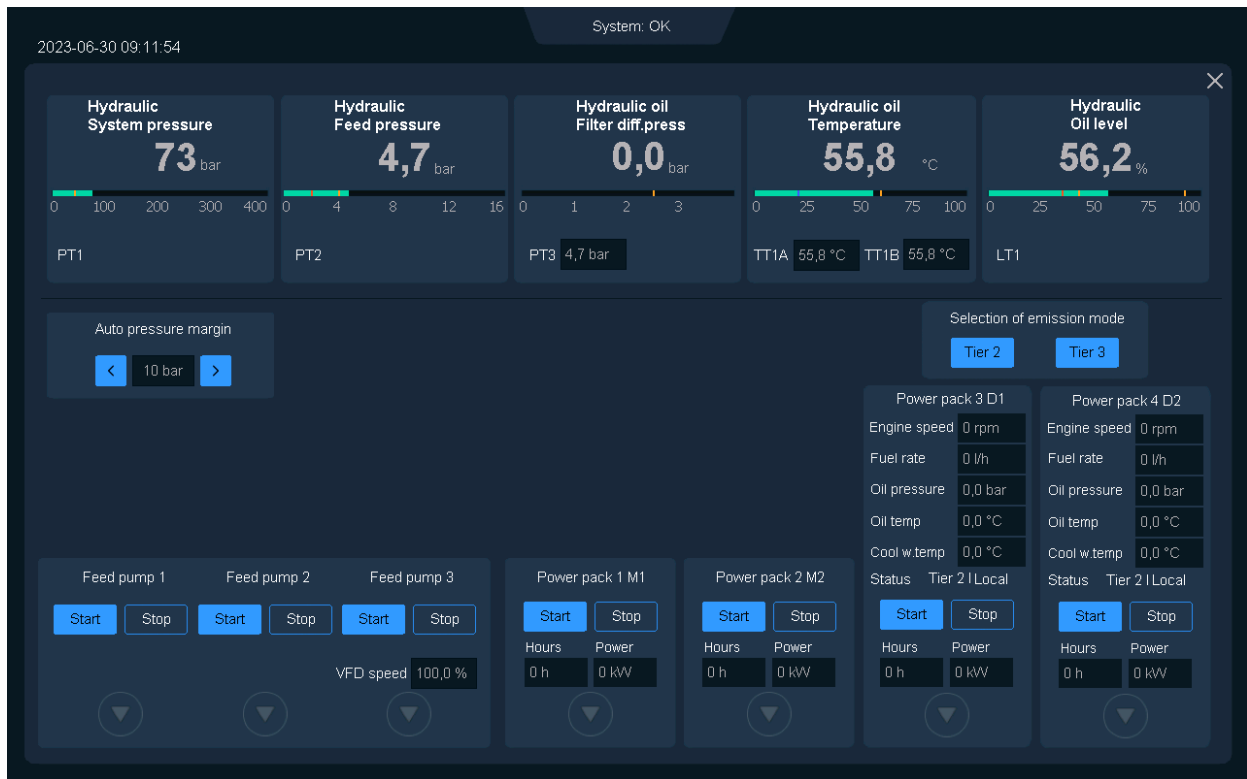 System: OK
2023-06-30 09:11:54
Hydraulic
System pressure
73 bar
0 100 200 300 400
PT1
Hydraulic
Feed pressure
4,7 bar
0 4 8 12 16
PT2
Hydraulic oil
Filter diff.press
0,0 bar
0 1 2 3
PT3 4,7 bar
Hydraulic oil
Temperature
55,8 °C
0 25 50 75 100
TT1A 55,8 °C TT1B 55,8 °C
Hydraulic
Oil level
56,2 %
0 25 50 75 100
LT1
Auto pressure margin
< 10 bar >
Selection of emission mode
Tier 2 Tier 3
Power pack 3 D1
Engine speed 0 rpm
Fuel rate 0 l/h
Oil pressure 0,0 bar
Oil temp 0,0 °C
Cool w.temp 0,0 °C
Status Tier 2 | Local
Start Stop
Hours Power
0 h 0 kW
Power pack 4 D2
Engine speed 0 rpm
Fuel rate 0 l/h
Oil pressure 0,0 bar
Oil temp 0,0 °C
Cool w.temp 0,0 °C
Status Tier 2 | Local
Start Stop
Hours Power
0 h 0 kW
Feed pump 1 Feed pump 2 Feed pump 3
Start Stop Start Stop Start Stop
VFD speed 100,0 %
Power pack 1 M1
Start Stop
Hours Power
0 h 0 kW
Power pack 2 M2
Start Stop
Hours Power
0 h 0 kW